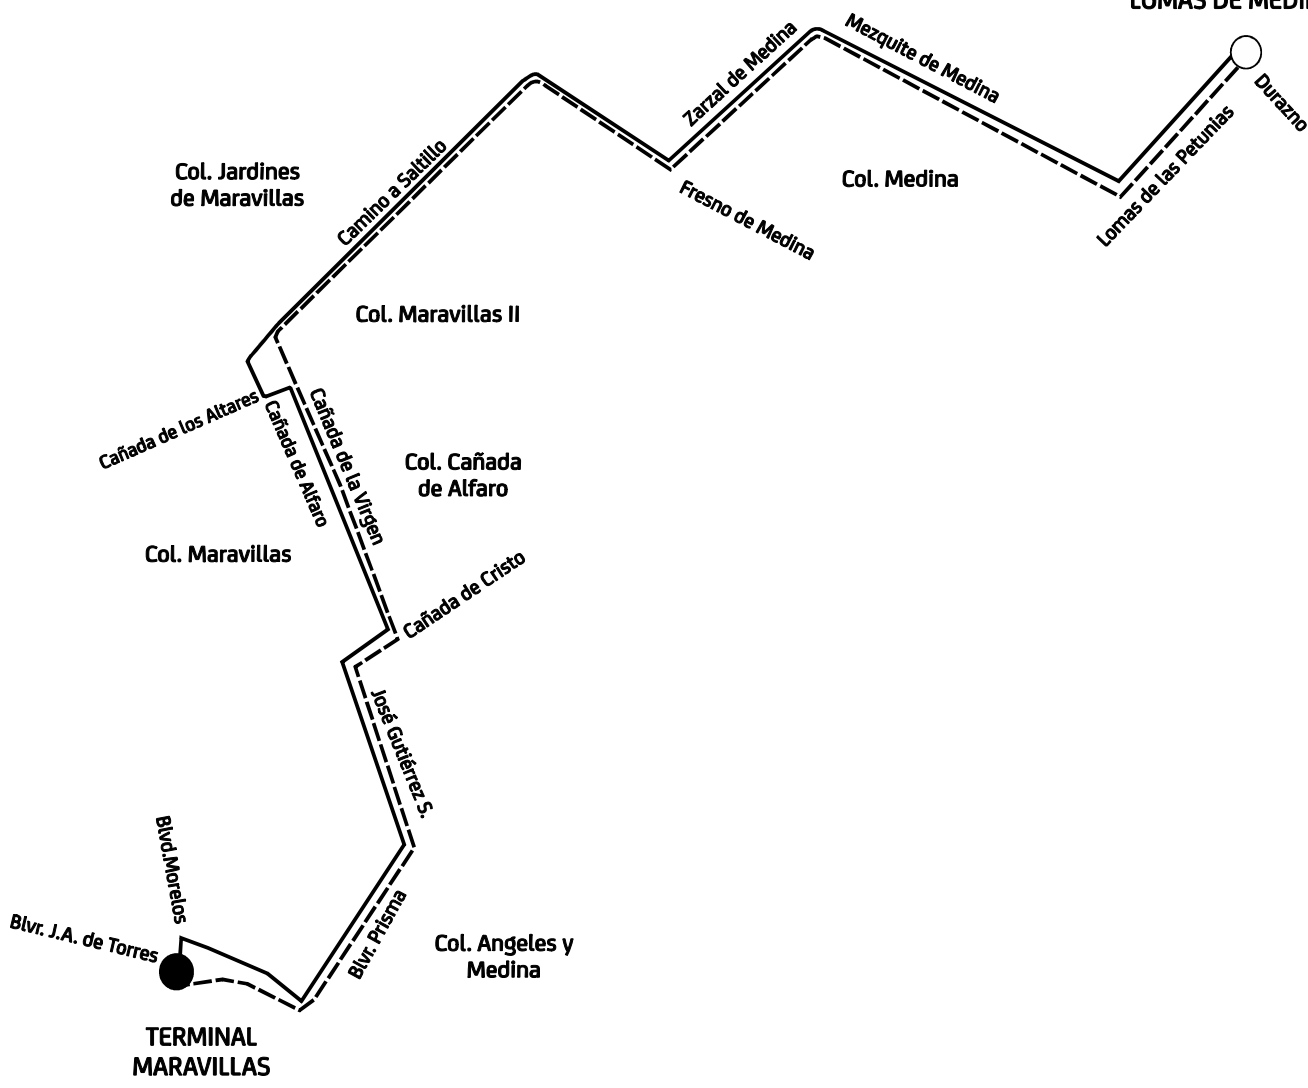 LOMAS DE MEDI
Mezquite de Medina
Zarzal de Medina
Durazno
Lomas de las Petunias
Col. Medina
Fresno de Medina
Camino a Saltillo
Col. Jardines
de Maravillas
Col. Maravillas II
Cañada de los Altares
Cañada de Alfaro
Cañada de la Virgen
Col. Cañada
de Alfaro
Col. Maravillas
Cañada de Cristo
José Gutiérrez S.
Blvd.Morelos
Blvr. J.A. de Torres
Blvr. Prisma
Col. Angeles y
Medina
TERMINAL
MARAVILLAS